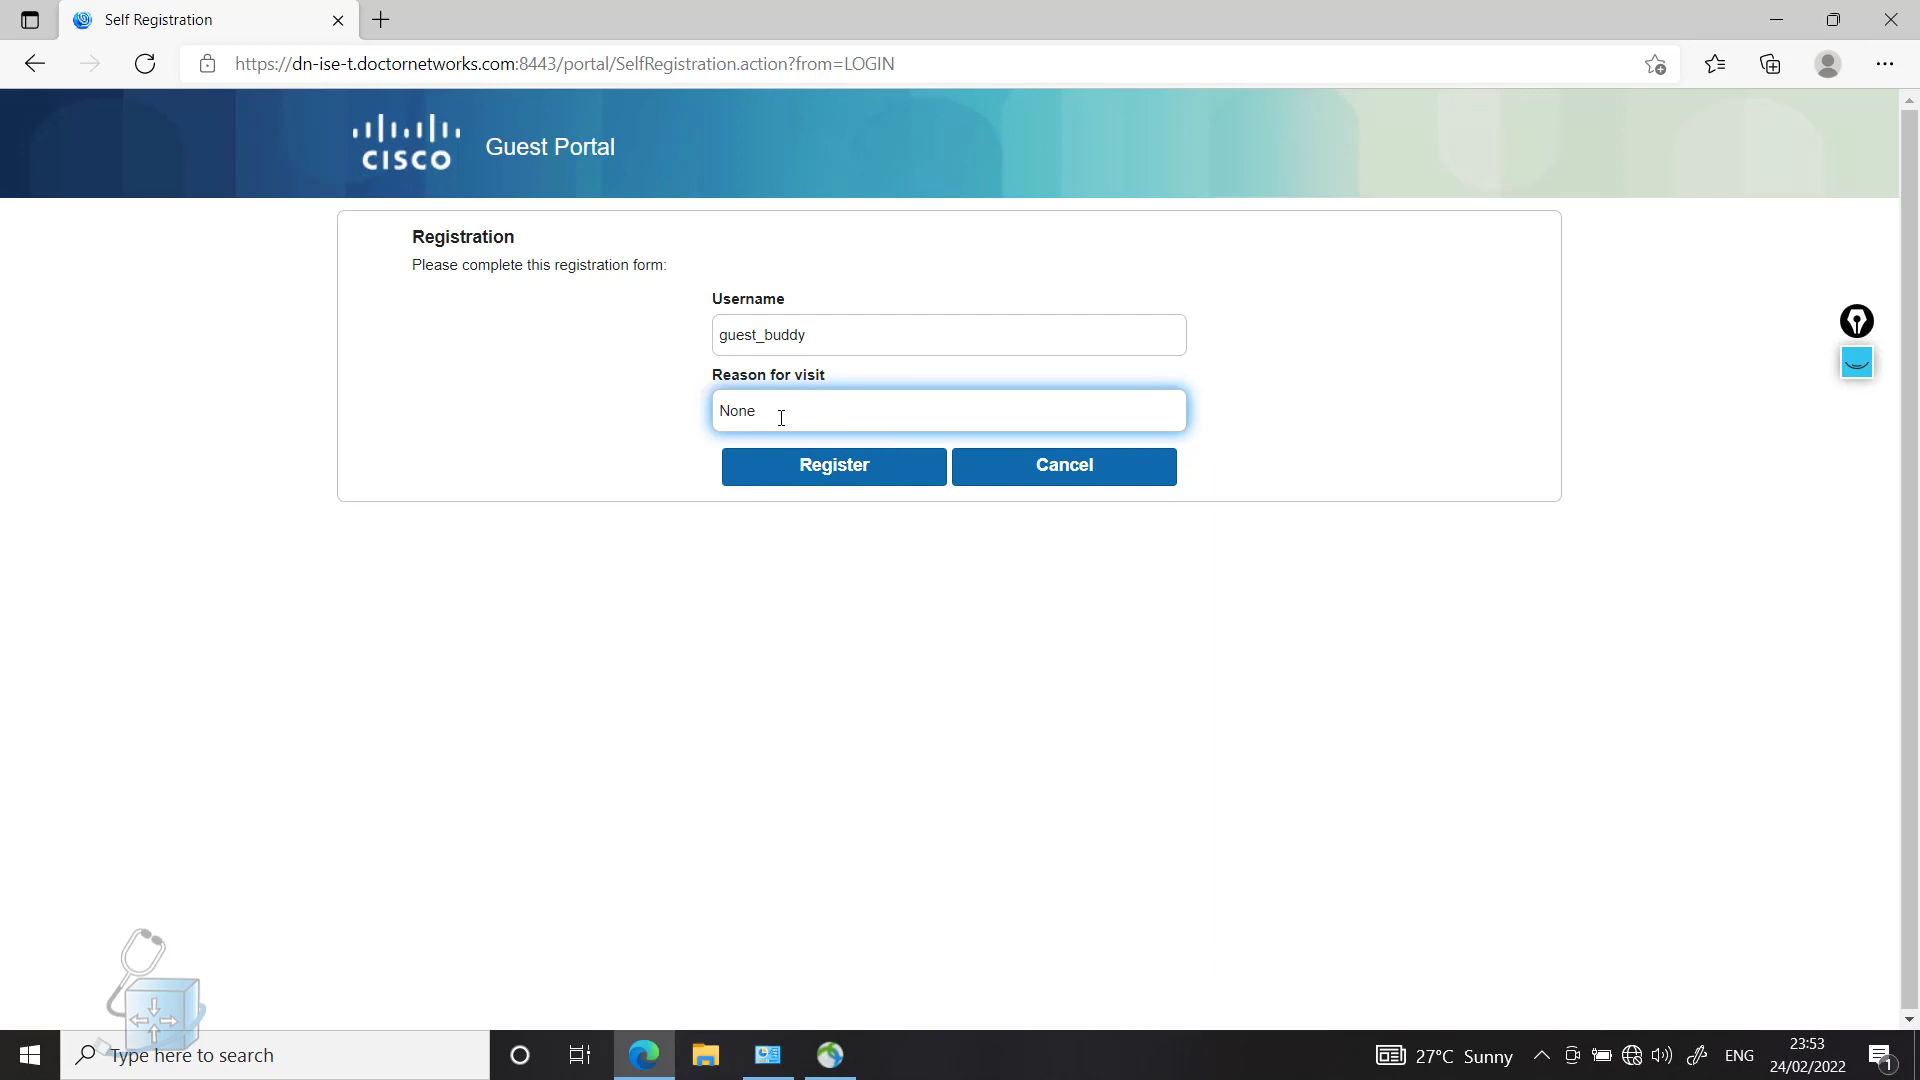 Self Registration
https://dn-ise-t.doctornetworks.com:8443/portal/SelfRegistration.action?from=LOGIN
CISCO
Guest Portal
Registration
Please complete this registration form:
Username
guest_buddy
Reason for visit
None
Register Cancel
Type here to search
27°C Sunny
ENG
23:53
24/02/2022
1